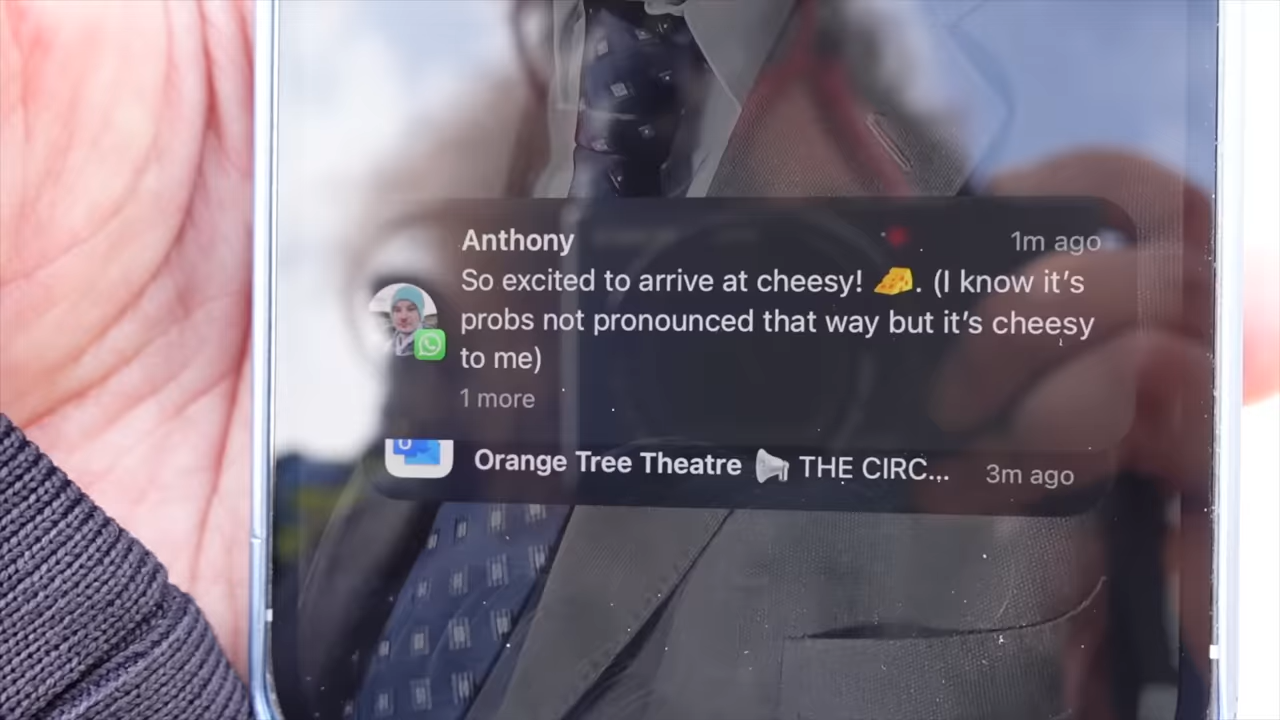 Anthony
1m ago
So excited to arrive at cheesy! 🧀. (I know it's
probs not pronounced that way but it's cheesy
to me)
1 more
Orange Tree Theatre 📢 THE CIRC...
3m ago